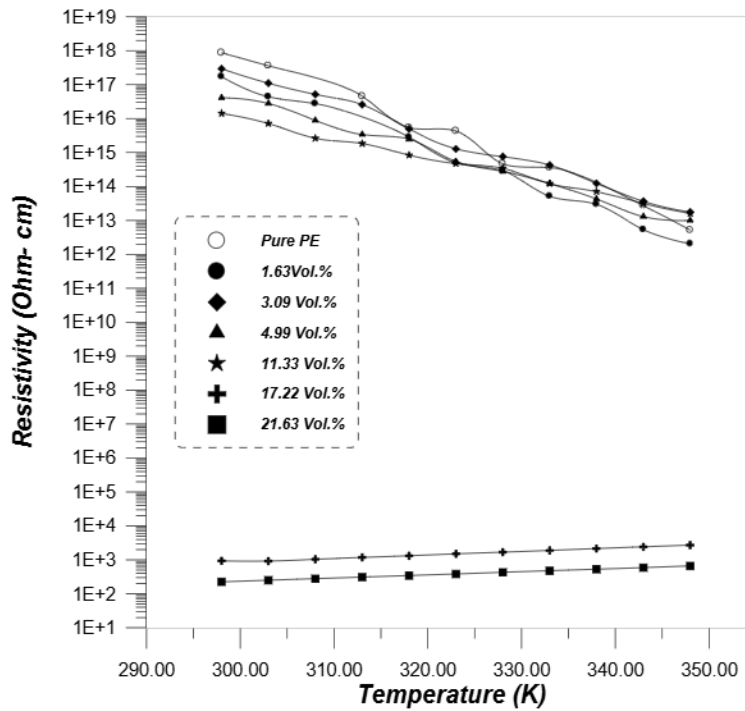 1E+19
1E+18
1E+17
1E+16
1E+15
1E+14
1E+13
1E+12
1E+11
1E+10
1E+9
1E+8
1E+7
1E+6
1E+5
1E+4
1E+3
1E+2
1E+1
Resistivity (Ohm- cm)
Pure PE
1.63Vol.%
3.09 Vol.%
4.99 Vol.%
11.33 Vol.%
17.22 Vol.%
21.63 Vol.%
290.00 300.00 310.00 320.00 330.00 340.00 350.00
Temperature (K)